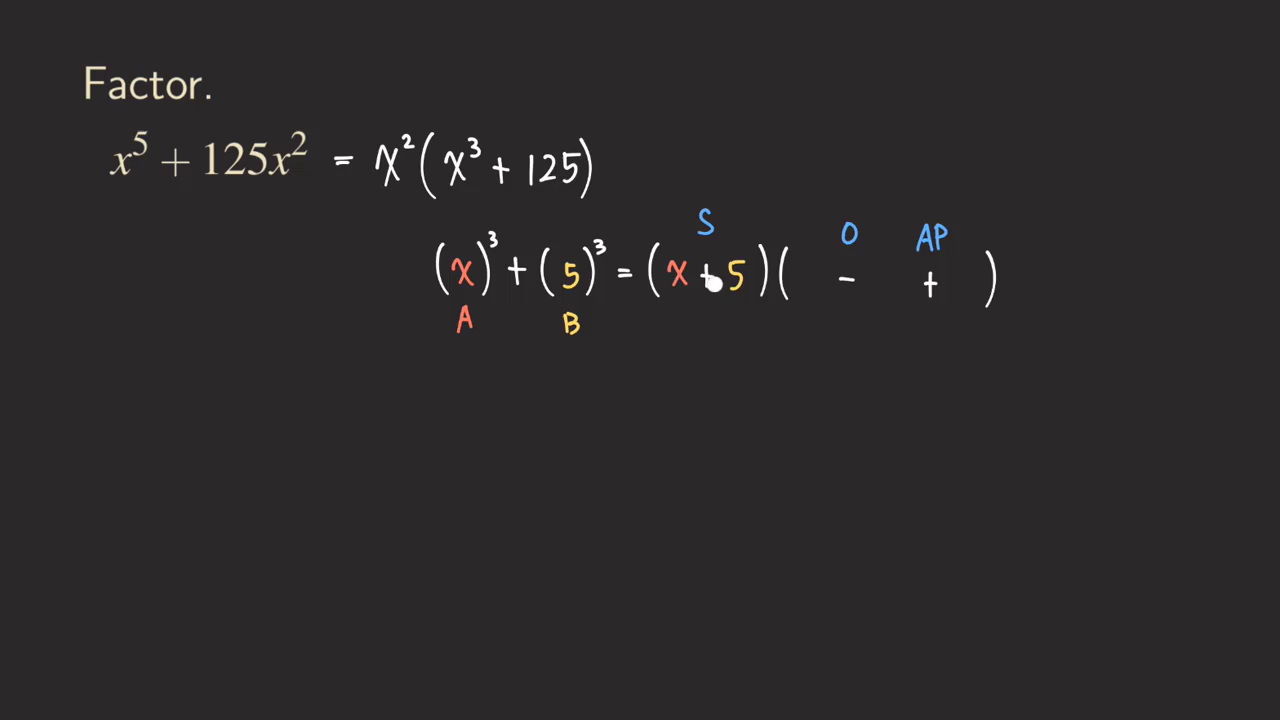 Factor.
x⁵ + 125x² = x²(x³ + 125)
S O AP
(x)³ + (5)³ = (x + 5)( − + )
A B